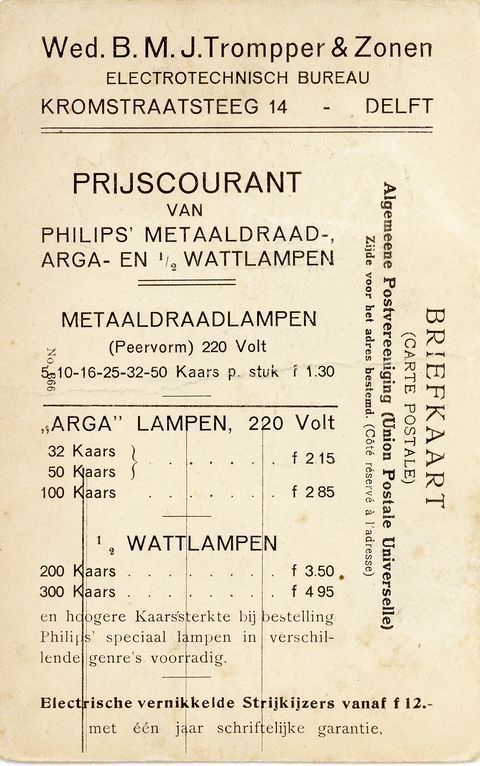 Wed. B. M. J. Trompper & Zonen
ELECTROTECHNISCH BUREAU
KROMSTRAATSTEEG 14 - DELFT
PRIJSCOURANT
VAN
PHILIPS' METAALDRAAD-,
ARGA- EN 1/2 WATTLAMPEN
METAALDRAADLAMPEN
(Peervorm) 220 Volt
5-10-16-25-32-50 Kaars p. stuk f 1.30
No. 866
„ARGA” LAMPEN, 220 Volt
32 Kaars
50 Kaars } . . . . . . f 2 15
100 Kaars . . . . . . f 2 85
1/2 WATTLAMPEN
200 Kaars . . . . . . . f 3.50
300 Kaars . . . . . . . f 4 95
en hoogere Kaars'sterkte bij bestelling
Philips' speciaal lampen in verschil-
lende genre's voorradig.
Electrische vernikkelde Strijkijzers vanaf f 12.-
met één jaar schriftelijke garantie,
BRIEFKAART
(CARTE POSTALE)
Algemeene Postvereeniging (Union Postale Universelle)
Zijde voor het adres bestemd. (Côté réservé à l'adresse)